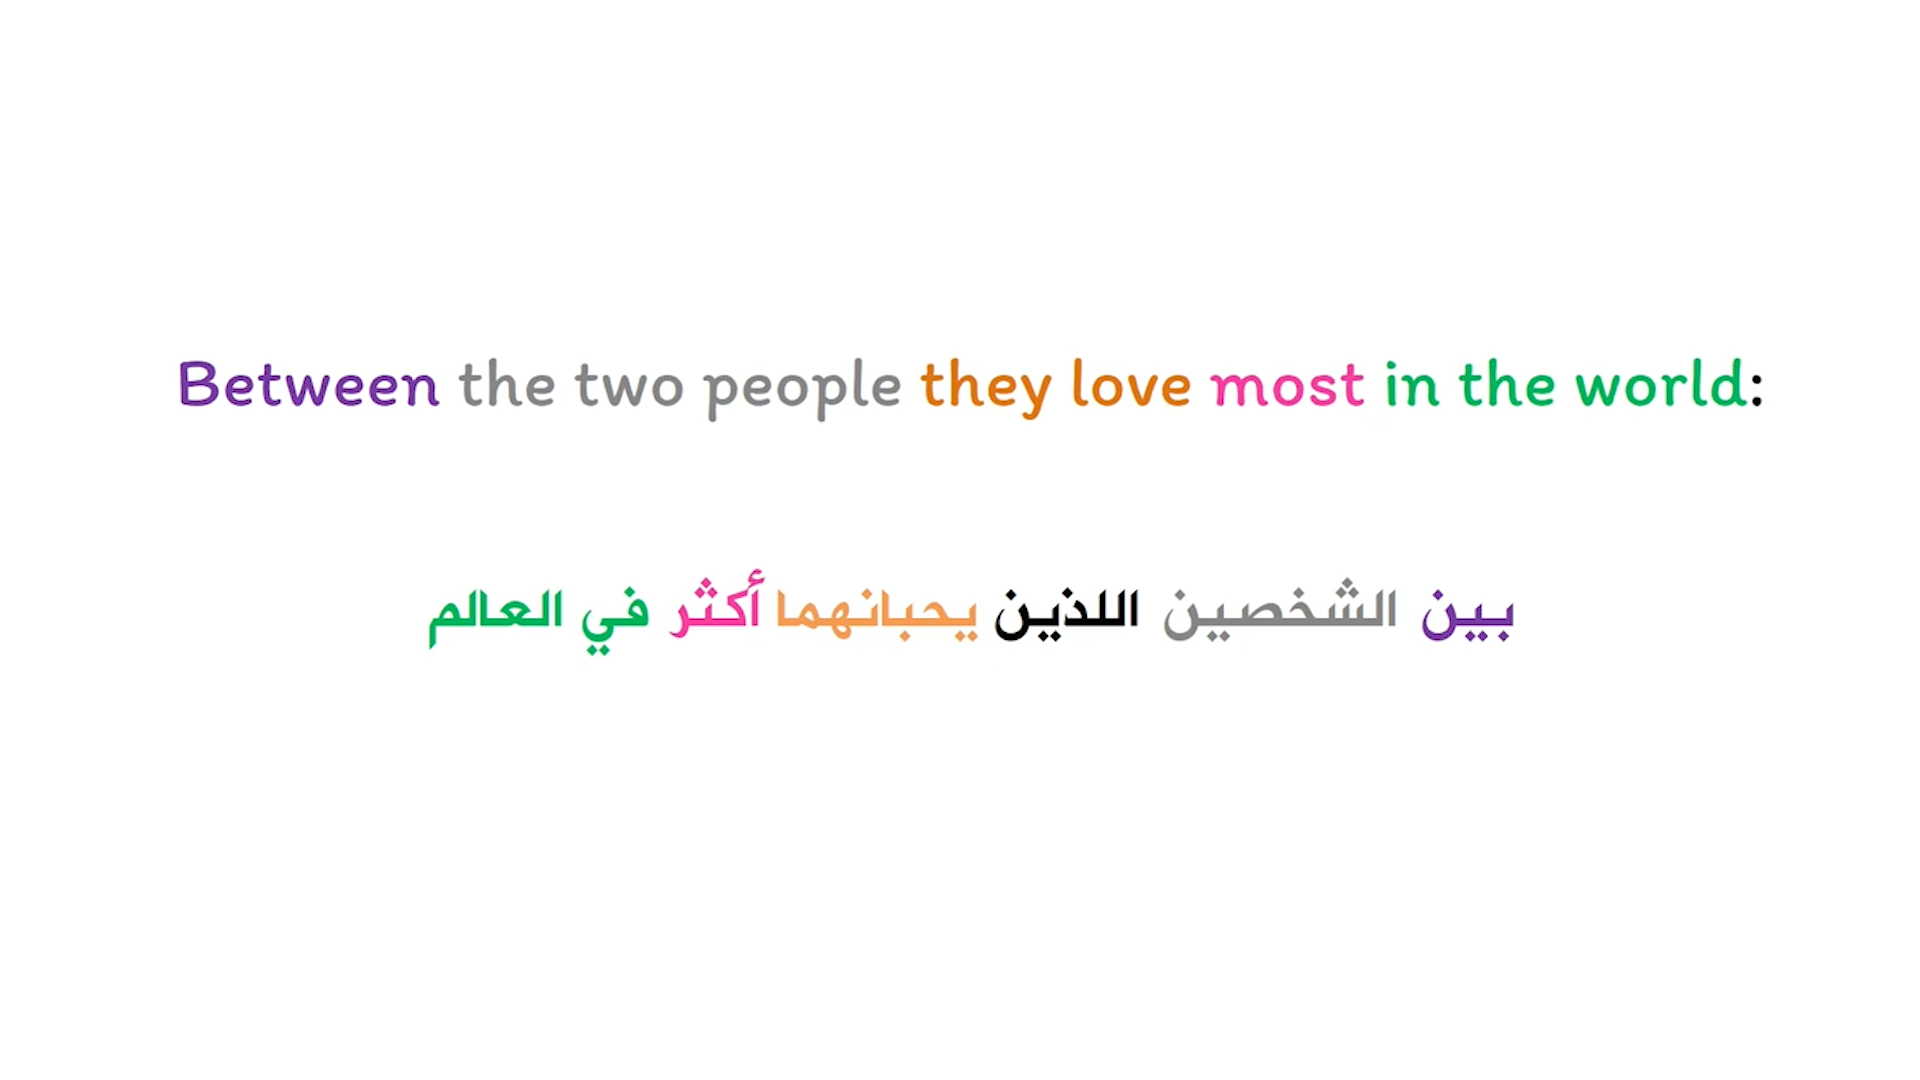 Between the two people they love most in the world:
بين الشخصين اللذين يحبانهما أكثر في العالم